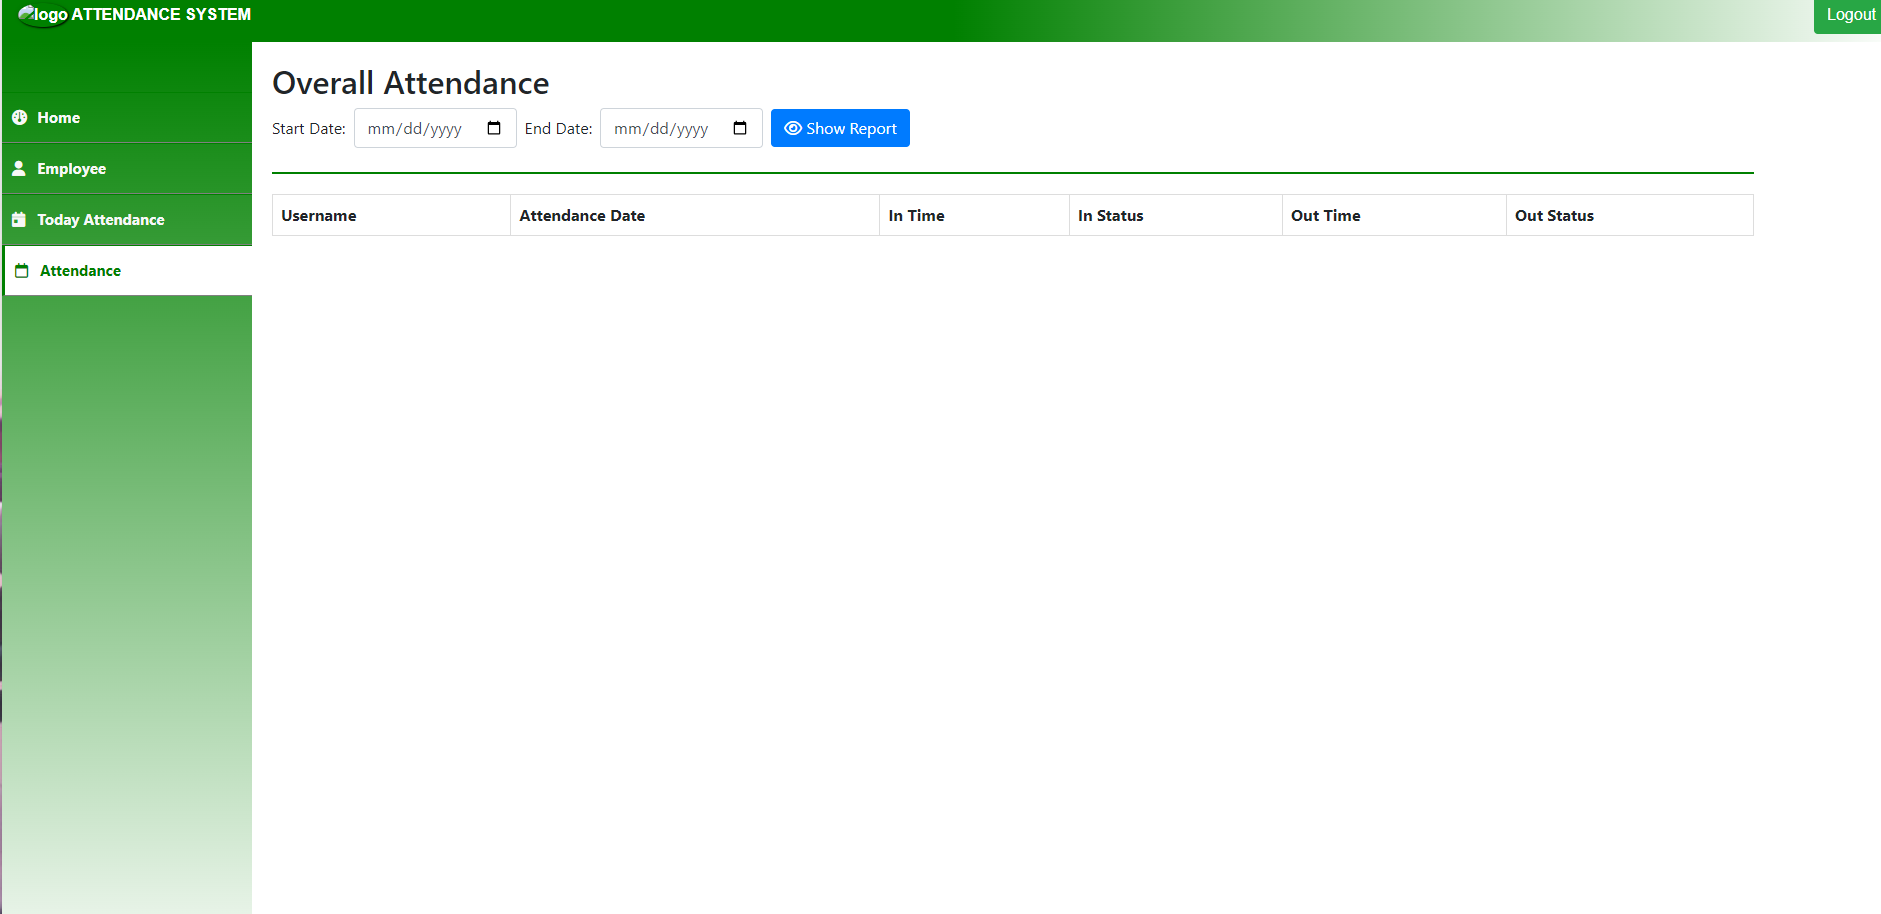 logo ATTENDANCE SYSTEM
Logout
Home
Employee
Today Attendance
Attendance
Overall Attendance
Start Date: mm/dd/yyyy End Date: mm/dd/yyyy Show Report
Username Attendance Date In Time In Status Out Time Out Status